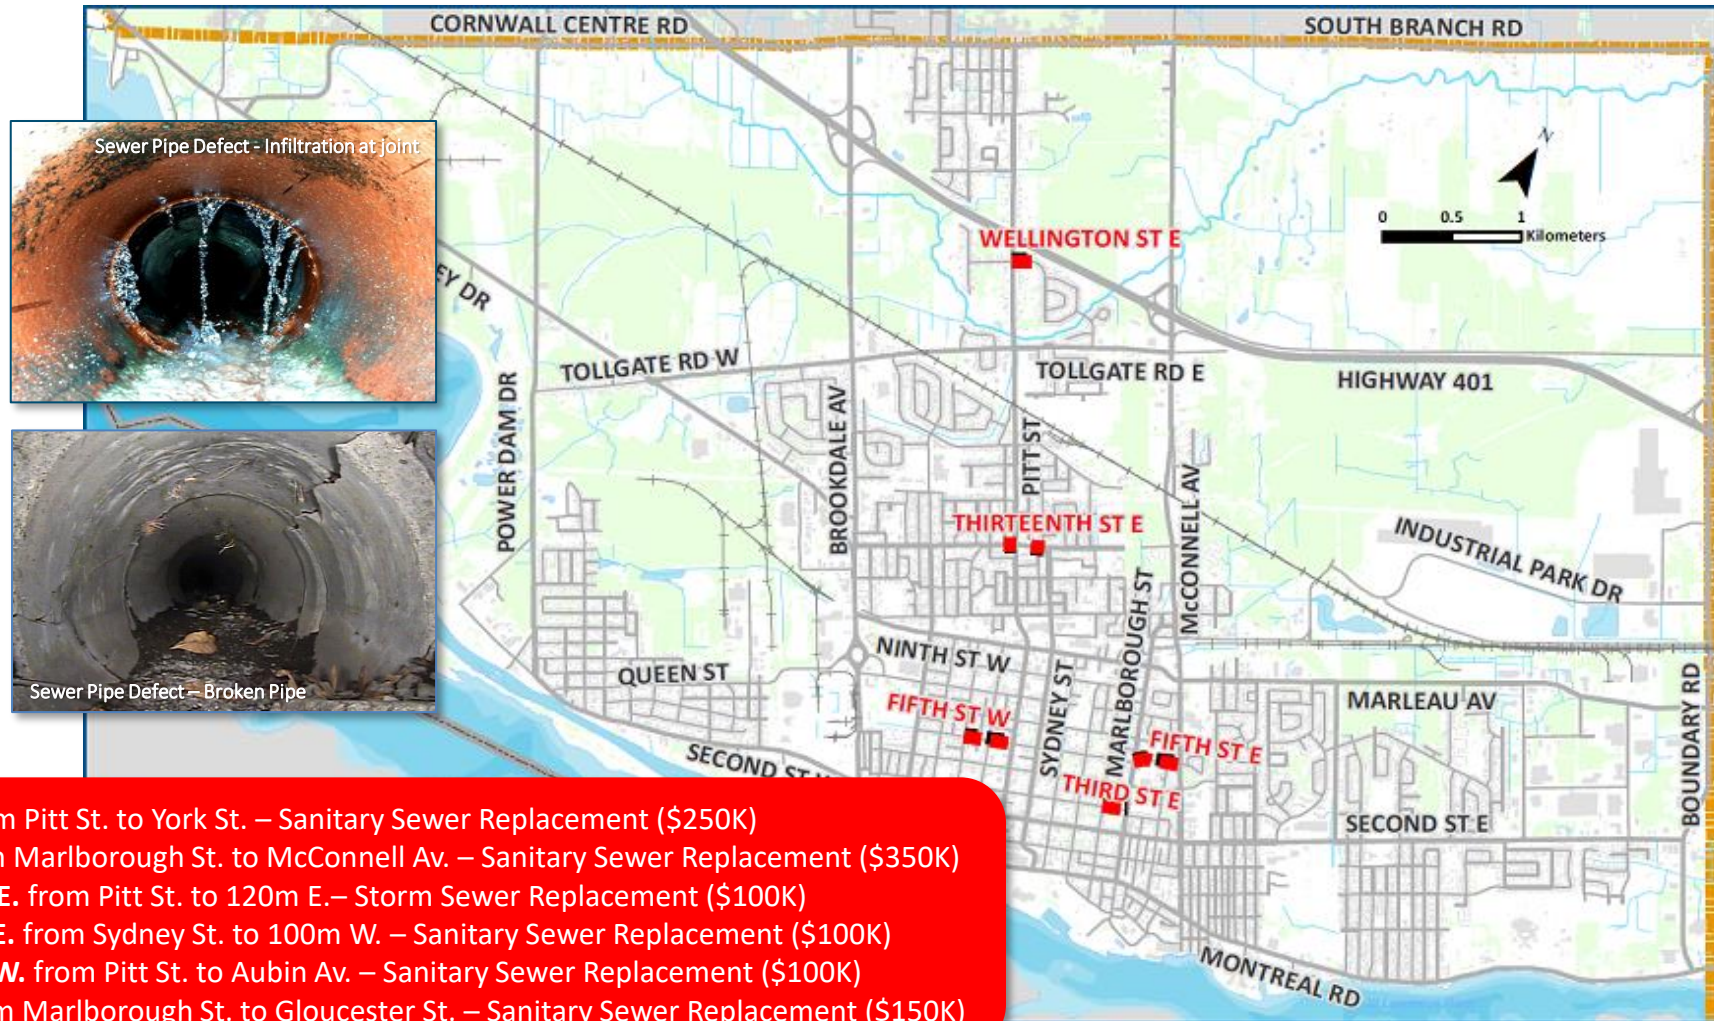 CORNWALL CENTRE RD
SOUTH BRANCH RD
Sewer Pipe Defect - Infiltration at joint
N
0 0.5 1
Kilometers
WELLINGTON ST E
EY DR
TOLLGATE RD W
TOLLGATE RD E
HIGHWAY 401
POWER DAM DR
BROOKDALE AV
PITT ST
McCONNELL AV
THIRTEENTH ST E
INDUSTRIAL PARK DR
MARLBOROUGH ST
NINTH ST W
QUEEN ST
SYDNEY ST
Sewer Pipe Defect – Broken Pipe
MARLEAU AV
BOUNDARY RD
FIFTH ST W
FIFTH ST E
SECOND ST
THIRD ST E
SECOND ST E
MONTREAL RD
m Pitt St. to York St. – Sanitary Sewer Replacement ($250K)
Marlborough St. to McConnell Av. – Sanitary Sewer Replacement ($350K)
E. from Pitt St. to 120m E.– Storm Sewer Replacement ($100K)
E. from Sydney St. to 100m W. – Sanitary Sewer Replacement ($100K)
W. from Pitt St. to Aubin Av. – Sanitary Sewer Replacement ($100K)
m Marlborough St. to Gloucester St. – Sanitary Sewer Replacement ($150K)